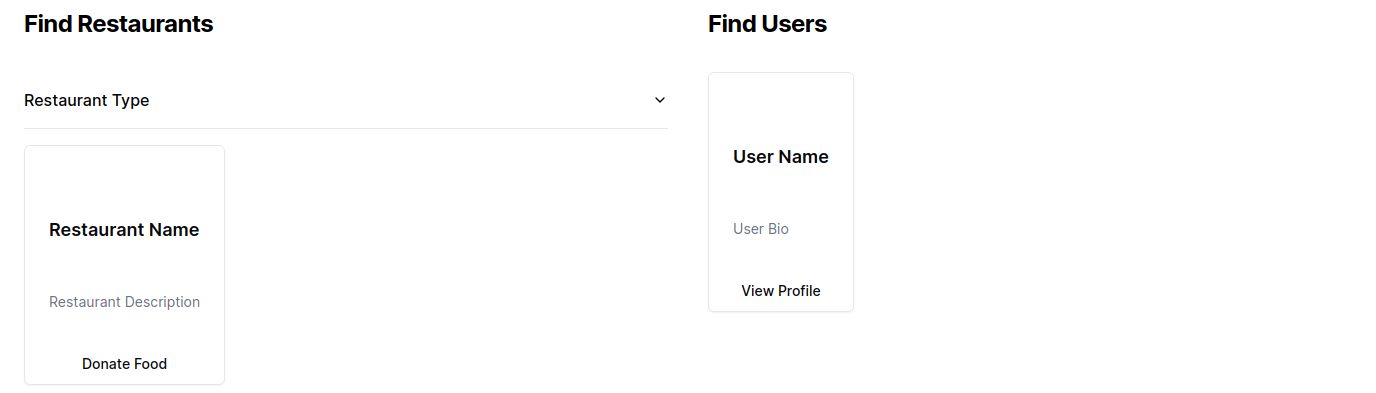 Find Restaurants
Restaurant Type
Restaurant Name
Restaurant Description
Donate Food
Find Users
User Name
User Bio
View Profile